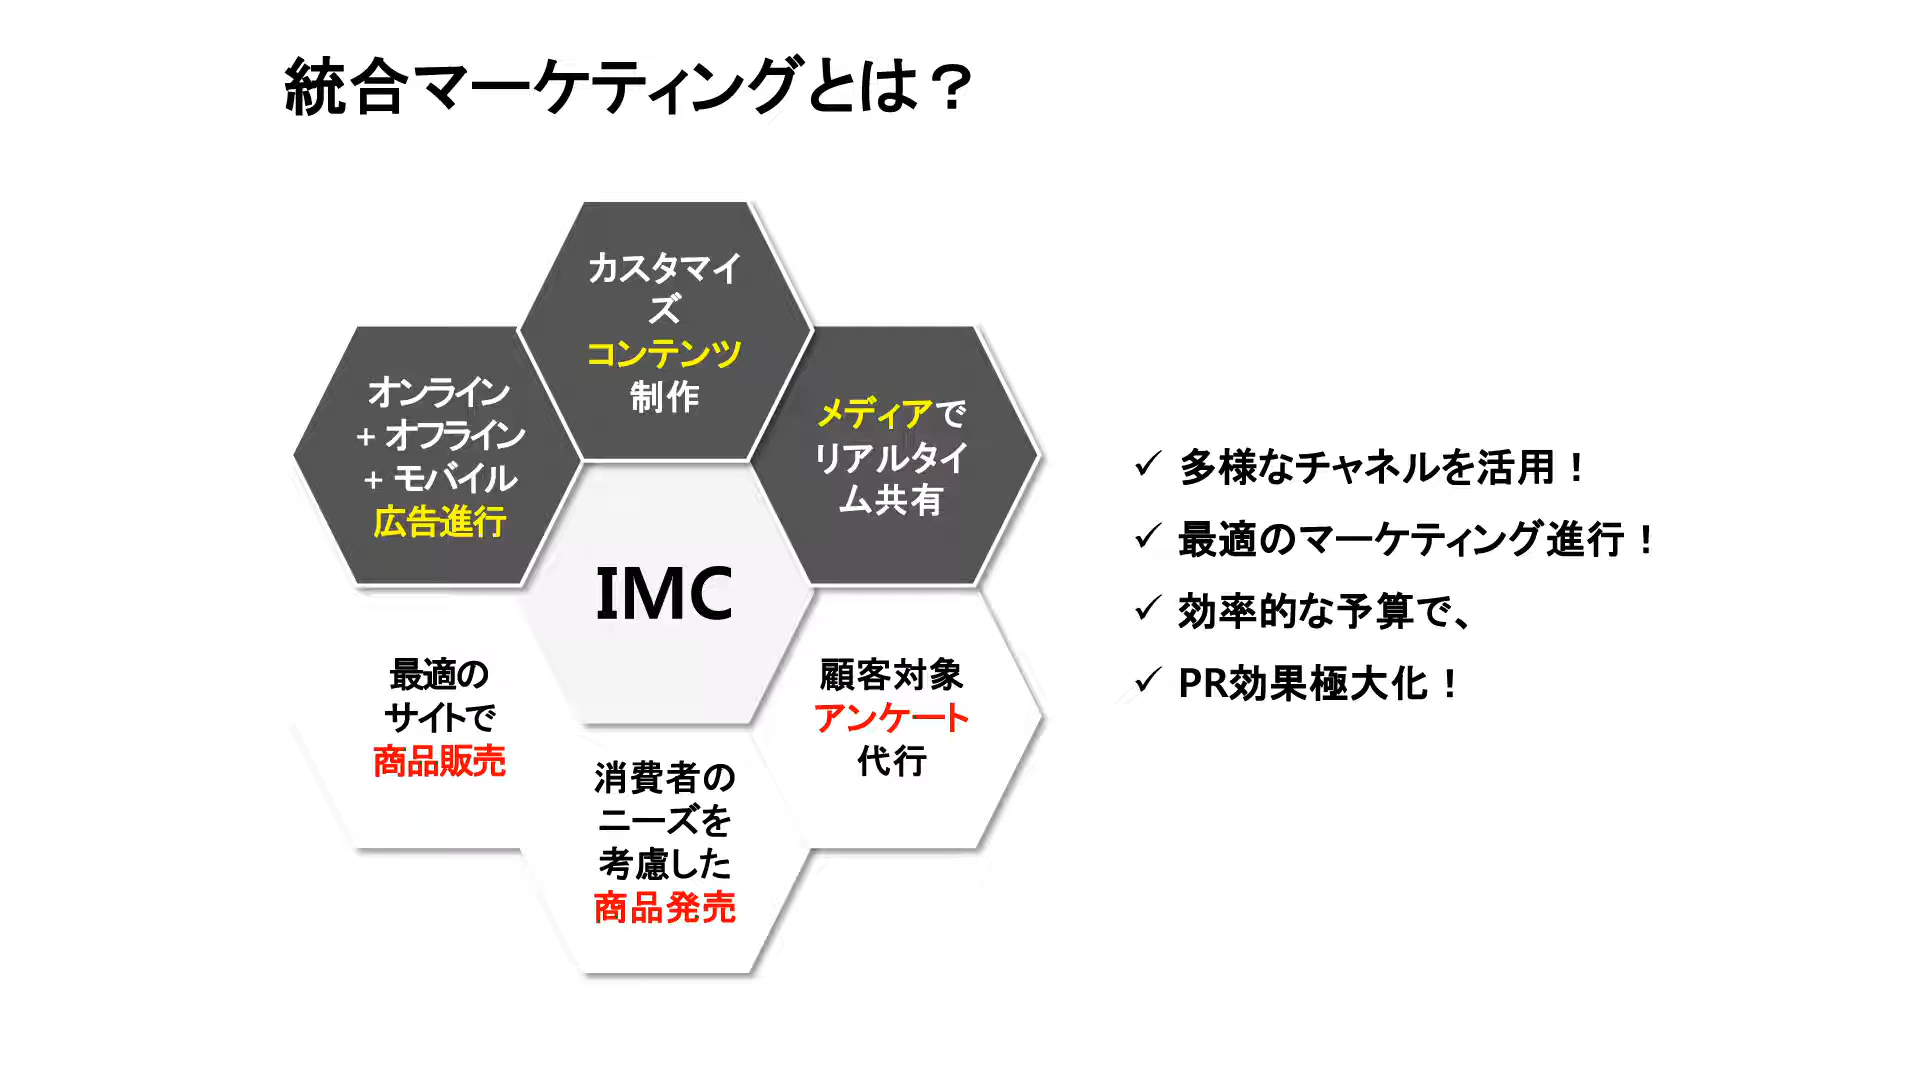 統合マーケティングとは？
カスタマイ
ズ
コンテンツ
制作
オンライン
+ オフライン
+ モバイル
広告進行
メディアで
リアルタイ
ム共有
IMC
最適の
サイトで
商品販売
顧客対象
アンケート
代行
消費者の
ニーズを
考慮した
商品発売
✓ 多様なチャネルを活用！
✓ 最適のマーケティング進行！
✓ 効率的な予算で、
✓ PR効果極大化！